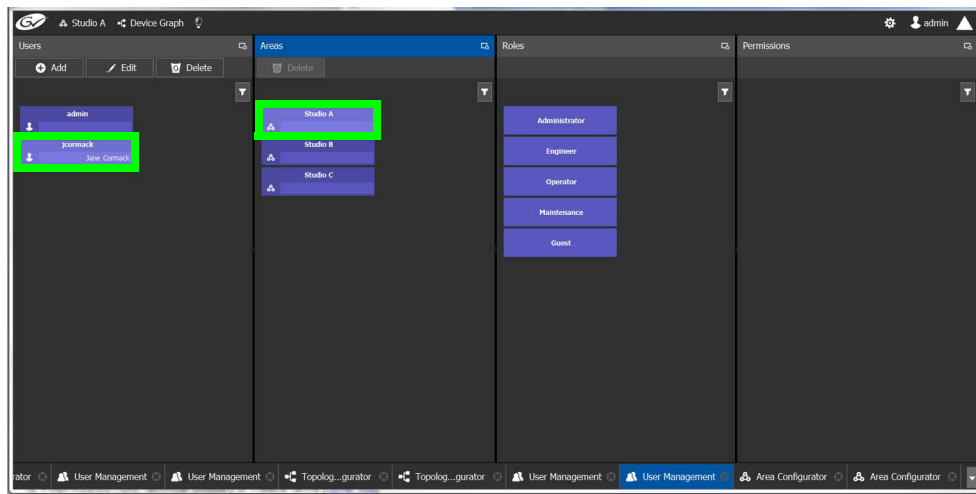 GV Studio A Device Graph admin
Users Areas Roles Permissions
Add Edit Delete Delete
admin
jcormack
Jane Cormack
Studio A
Studio B
Studio C
Administrator
Engineer
Operator
Maintenance
Guest
rator User Management User Management Topolog...gurator Topolog...gurator User Management User Management Area Configurator Area Configurator